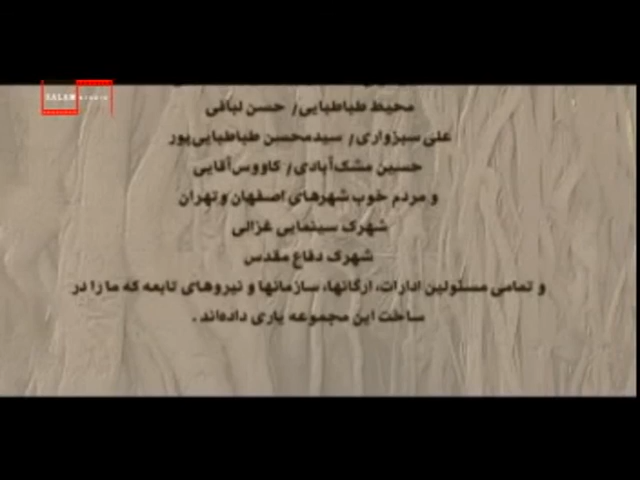 SALAM STUDIO
محیط طباطبایی/ حسن لبافی
علی سبزواری/ سیدمحسن طباطبایی‌پور
حسین مشک‌آبادی/ کاووس آقایی
و مردم خوب شهرهای اصفهان و تهران
شهرک سینمایی غزالی
شهرک دفاع مقدس
و تمامی مسئولین ادارات، ارگانها، سازمانها و نیروهای تابعه که ما را در
ساخت این مجموعه یاری داده‌اند .